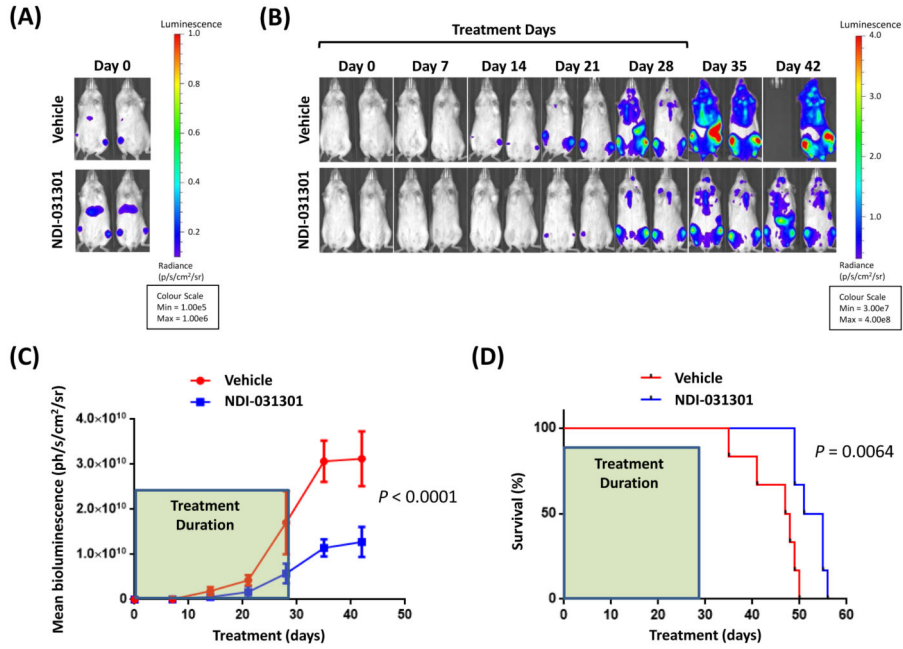 (A)
Luminescence
Day 0
1.0
0.8
0.6
0.4
0.2
Vehicle
NDI-031301
Radiance
(p/s/cm²/sr)
Colour Scale
Min = 1.00e5
Max = 1.00e6
(B)
Luminescence
Treatment Days
Day 0 Day 7 Day 14 Day 21 Day 28 Day 35 Day 42
4.0
3.0
2.0
1.0
Vehicle
NDI-031301
Radiance
(p/s/cm²/sr)
Colour Scale
Min = 3.00e7
Max = 4.00e8
(C)
Vehicle
NDI-031301
Mean bioluminescence (ph/s/cm²/sr)
4.0×10¹⁰
3.0×10¹⁰
2.0×10¹⁰
1.0×10¹⁰
0
Treatment
Duration
P < 0.0001
0 10 20 30 40 50
Treatment (days)
(D)
Vehicle
NDI-031301
Survival (%)
100
50
0
Treatment
Duration
P = 0.0064
0 10 20 30 40 50 60
Treatment (days)